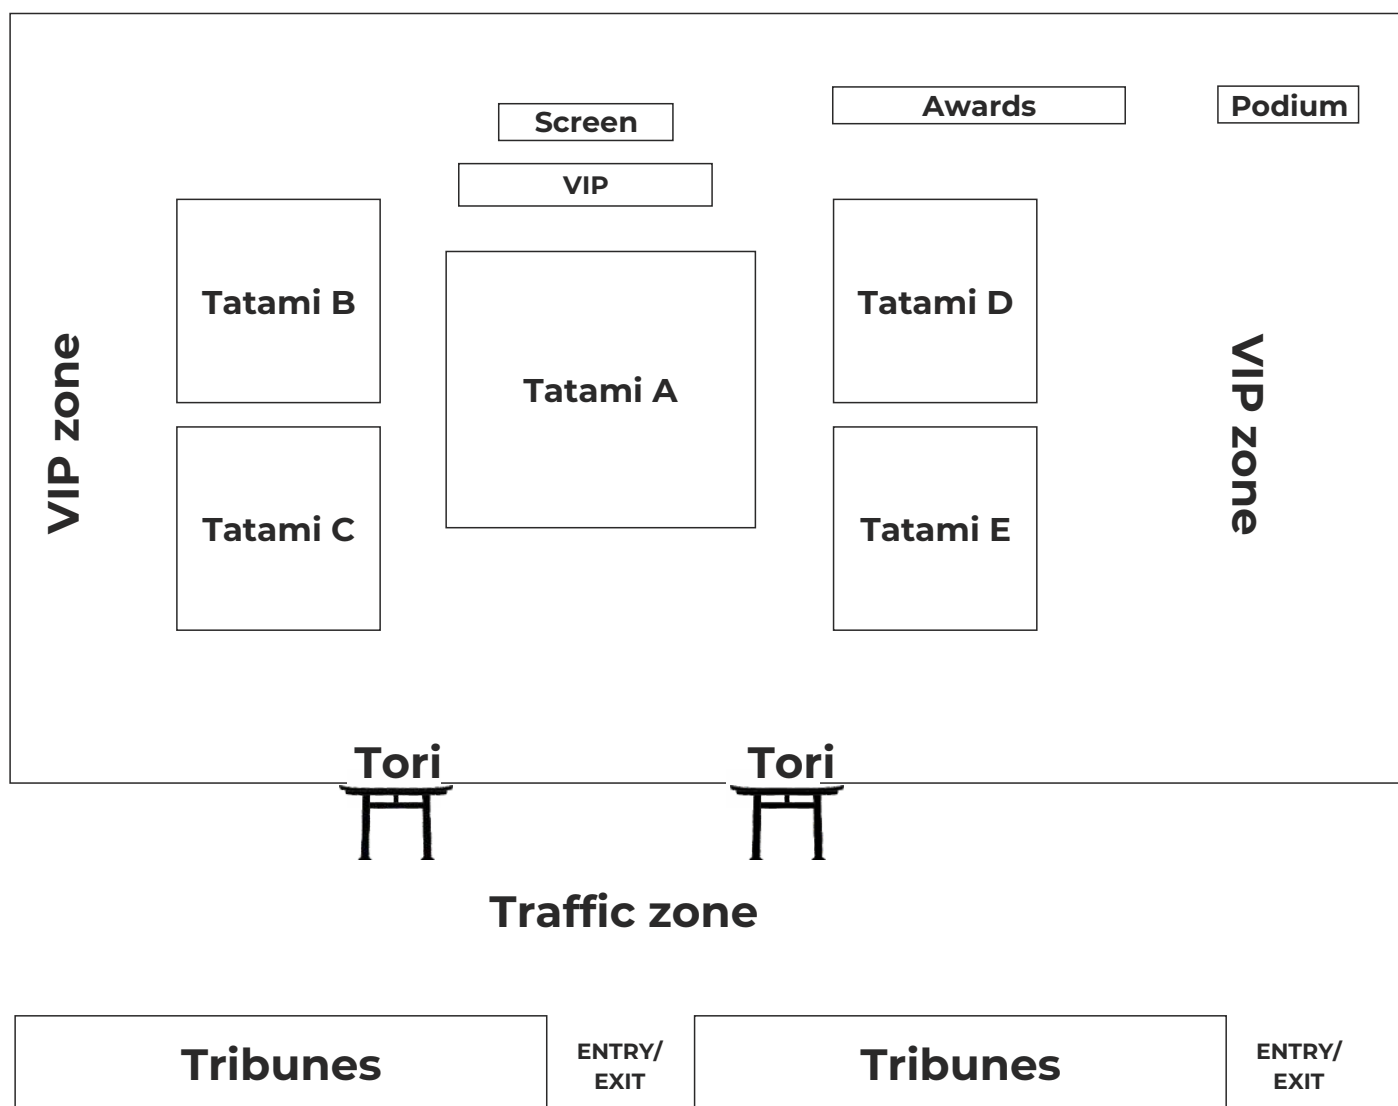 Screen
Awards
Podium
VIP
Tatami B
Tatami A
Tatami D
VIP zone
VIP zone
Tatami C
Tatami E
Tori
Tori
Traffic zone
Tribunes
ENTRY/
EXIT
Tribunes
ENTRY/
EXIT